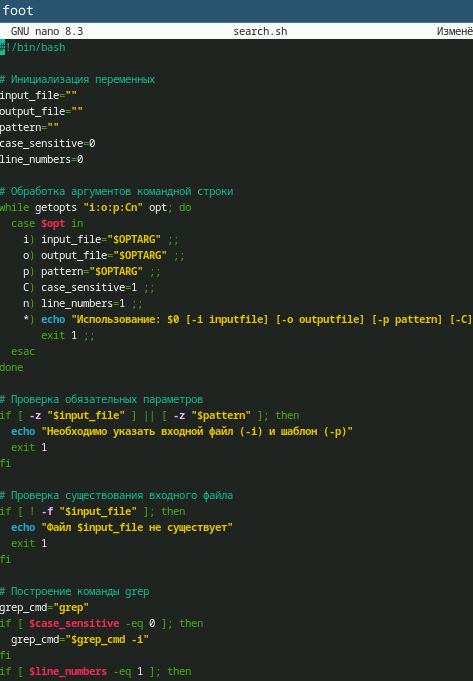 foot
GNU nano 8.3 search.sh Изменё
#!/bin/bash
# Инициализация переменных
input_file=""
output_file=""
pattern=""
case_sensitive=0
line_numbers=0
# Обработка аргументов командной строки
while getopts "i:o:p:Cn" opt; do
case $opt in
i) input_file="$OPTARG" ;;
o) output_file="$OPTARG" ;;
p) pattern="$OPTARG" ;;
C) case_sensitive=1 ;;
n) line_numbers=1 ;;
*) echo "Использование: $0 [-i inputfile] [-o outputfile] [-p pattern] [-C]
exit 1 ;;
esac
done
# Проверка обязательных параметров
if [ -z "$input_file" ] || [ -z "$pattern" ]; then
echo "Необходимо указать входной файл (-i) и шаблон (-p)"
exit 1
fi
# Проверка существования входного файла
if [ ! -f "$input_file" ]; then
echo "Файл $input_file не существует"
exit 1
fi
# Построение команды grep
grep_cmd="grep"
if [ $case_sensitive -eq 0 ]; then
grep_cmd="$grep_cmd -i"
fi
if [ $line_numbers -eq 1 ]; then